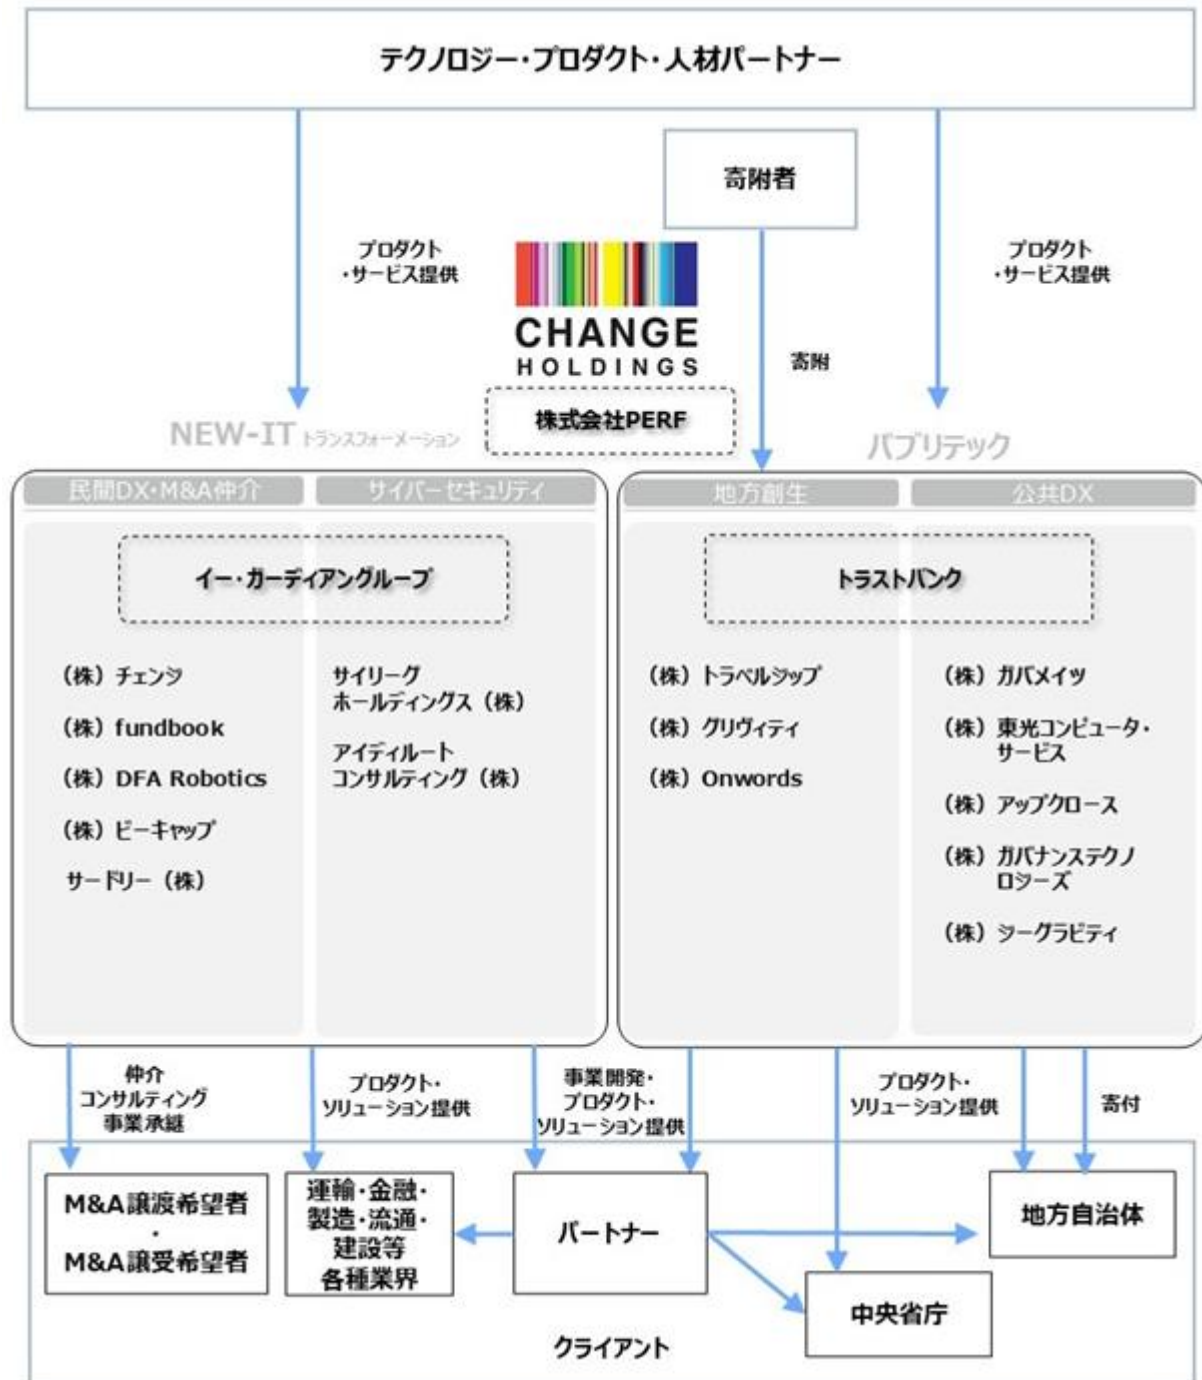 テクノロジー・プロダクト・人材パートナー
寄附者
プロダクト
・サービス提供
プロダクト
・サービス提供
CHANGE
HOLDINGS
寄附
株式会社PERF
NEW-IT トランスフォーメーション
パブリテック
民間DX・M&A仲介
サイバーセキュリティ
地方創生
公共DX
イー・ガーディアングループ
トラストバンク
(株) チェンジ
(株) fundbook
(株) DFA Robotics
(株) ビーキャップ
サードリー (株)
サイリーグ
ホールディングス (株)
アイディルート
コンサルティング (株)
(株) トラベルジップ
(株) グリヴィティ
(株) Onwords
(株) ガバメイツ
(株) 東光コンピュータ・
サービス
(株) アップクロース
(株) ガバナンステクノ
ロジーズ
(株) シーグラビティ
仲介
コンサルティング
事業承継
プロダクト・
ソリューション提供
事業開発・
プロダクト・
ソリューション提供
プロダクト・
ソリューション提供
寄付
M&A譲渡希望者
・
M&A譲受希望者
運輸・金融・
製造・流通・
建設等
各種業界
パートナー
地方自治体
中央省庁
クライアント